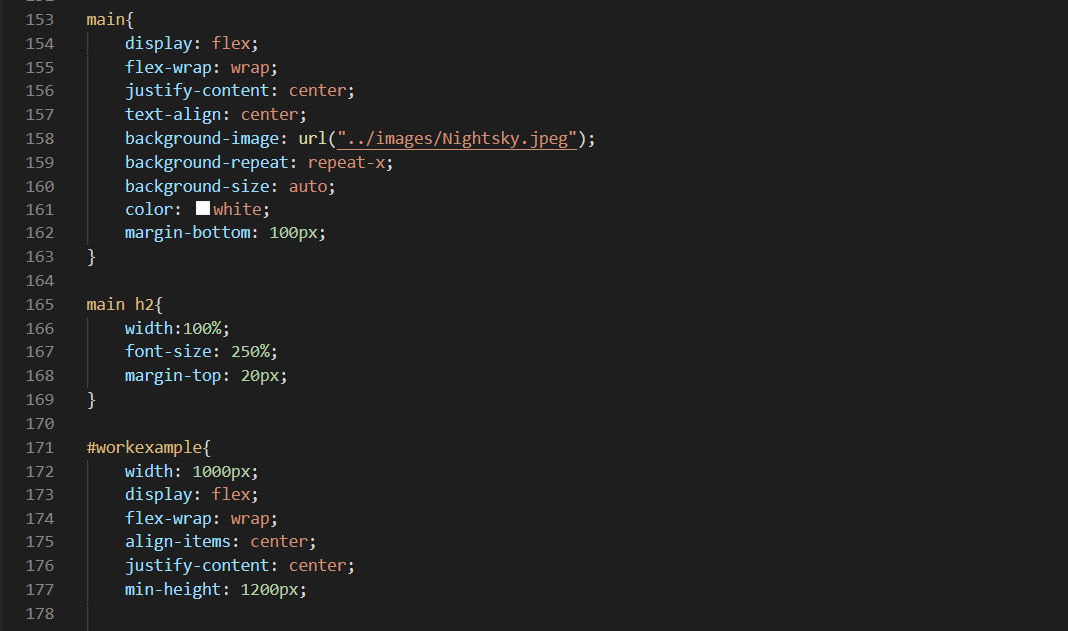 153 main{
154 display: flex;
155 flex-wrap: wrap;
156 justify-content: center;
157 text-align: center;
158 background-image: url("../images/Nightsky.jpeg");
159 background-repeat: repeat-x;
160 background-size: auto;
161 color: white;
162 margin-bottom: 100px;
163 }
164
165 main h2{
166 width:100%;
167 font-size: 250%;
168 margin-top: 20px;
169 }
170
171 #workexample{
172 width: 1000px;
173 display: flex;
174 flex-wrap: wrap;
175 align-items: center;
176 justify-content: center;
177 min-height: 1200px;
178